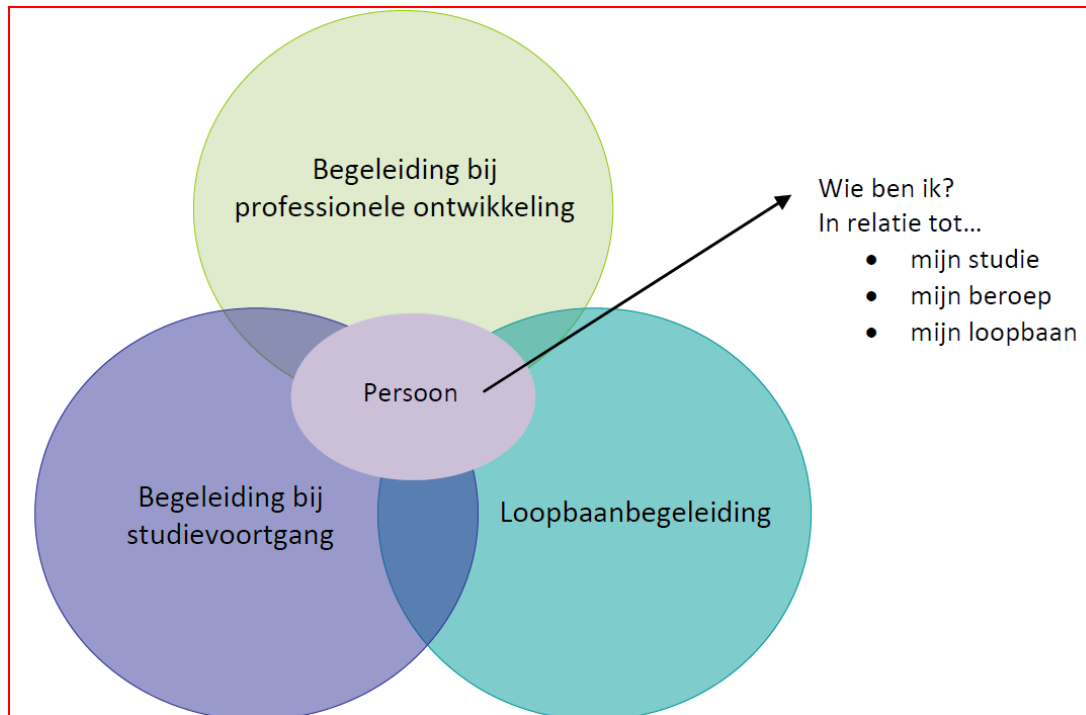 Begeleiding bij
professionele ontwikkeling
Wie ben ik?
In relatie tot...
• mijn studie
• mijn beroep
• mijn loopbaan
Persoon
Begeleiding bij
studievoortgang
Loopbaanbegeleiding